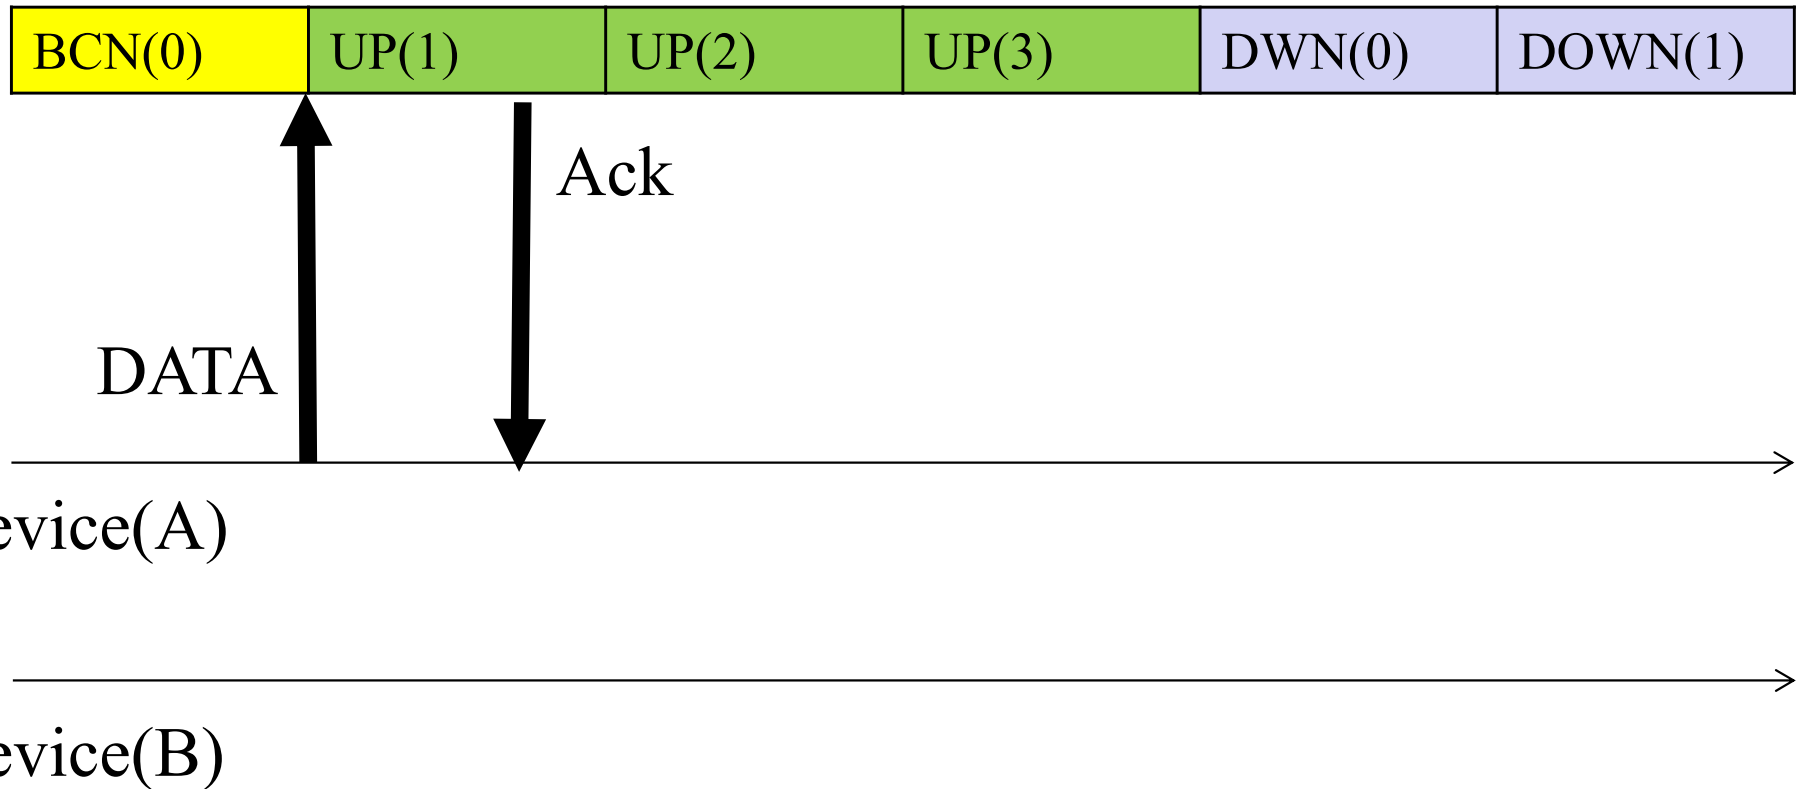 BCN(0) UP(1) UP(2) UP(3) DWN(0) DOWN(1)
Ack
DATA
evice(A)
evice(B)